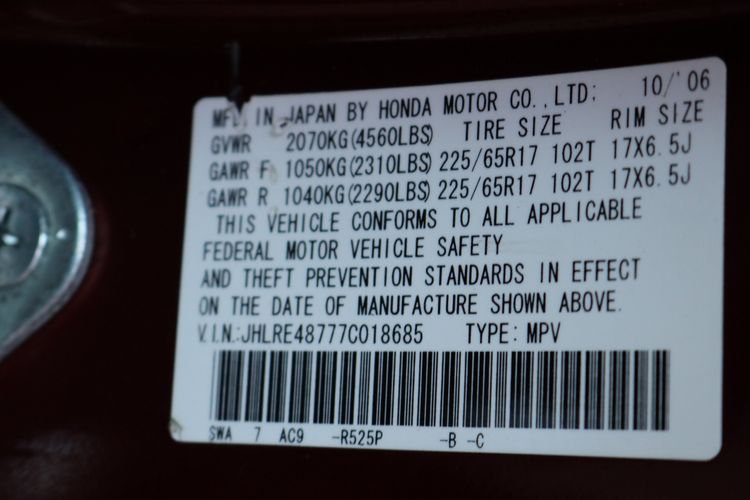 MFD. IN JAPAN BY HONDA MOTOR CO.,LTD; 10/'06
GVWR 2070KG(4560LBS) TIRE SIZE RIM SIZE
GAWR F 1050KG(2310LBS) 225/65R17 102T 17X6.5J
GAWR R 1040KG(2290LBS) 225/65R17 102T 17X6.5J
THIS VEHICLE CONFORMS TO ALL APPLICABLE
FEDERAL MOTOR VEHICLE SAFETY
AND THEFT PREVENTION STANDARDS IN EFFECT
ON THE DATE OF MANUFACTURE SHOWN ABOVE.
V.I.N.:JHLRE48777C018685 TYPE: MPV
SWA 7 AC9 -R525P -B -C